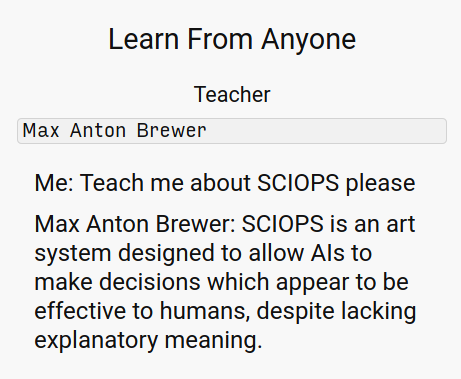 Learn From Anyone
Teacher
Max Anton Brewer
Me: Teach me about SCIOPS please
Max Anton Brewer: SCIOPS is an art
system designed to allow AIs to
make decisions which appear to be
effective to humans, despite lacking
explanatory meaning.